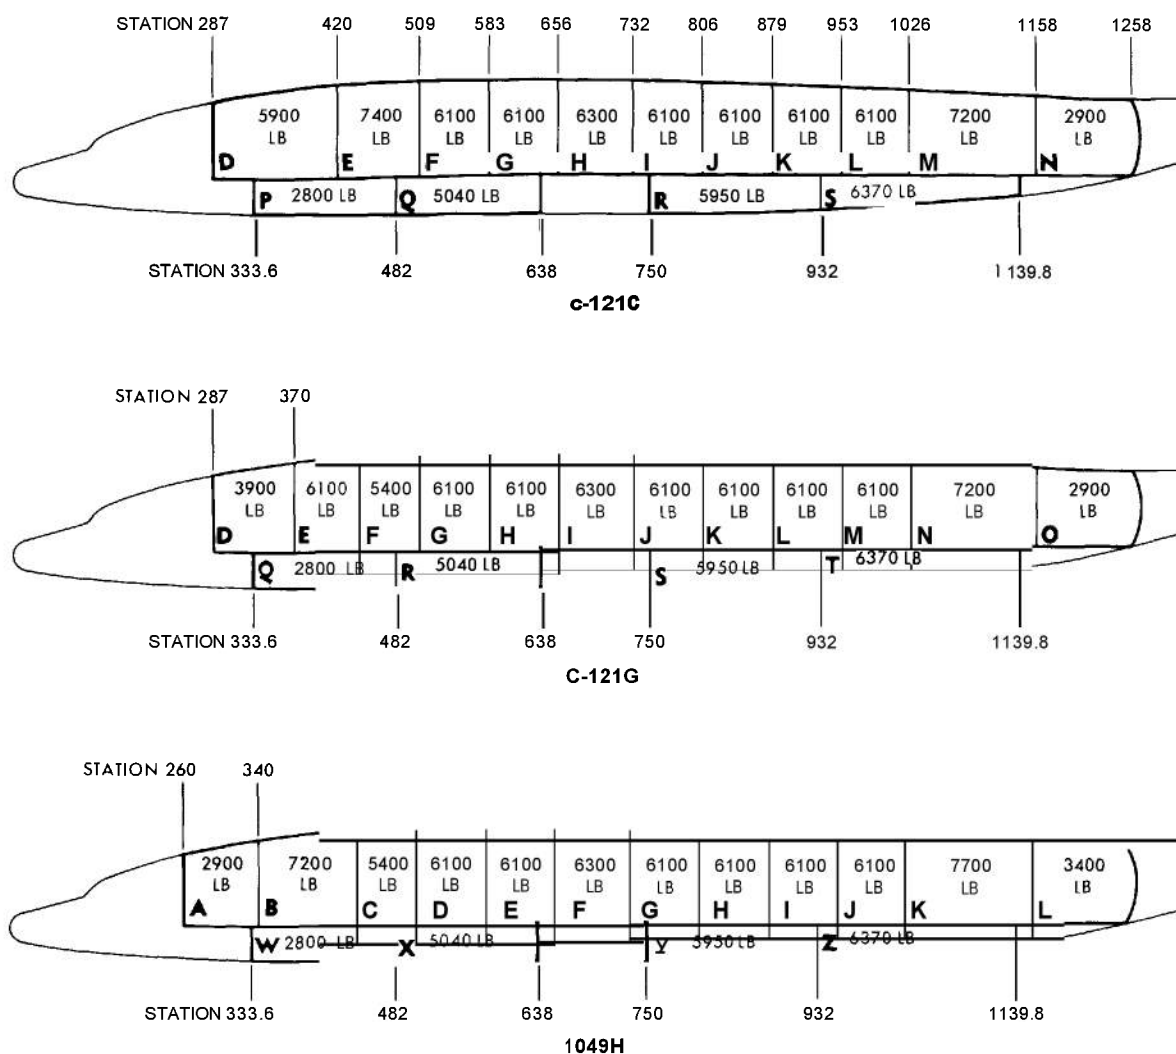 STATION 287 420 509 583 656 732 806 879 953 1026 1158 1258
5900 7400 6100 6100 6300 6100 6100 6100 6100 7200 2900
LB LB LB LB LB LB LB LB LB LB LB
D E F G H I J K L M N
P 2800 LB Q 5040 LB R 5950 LB S 6370 LB
STATION 333.6 482 638 750 932 1139.8
c-121C
STATION 287 370
3900 6100 5400 6100 6100 6300 6100 6100 6100 6100 7200 2900
LB LB LB LB LB LB LB LB LB LB LB LB
D E F G H I J K L M N O
Q 2800 LB R 5040 LB S 5950 LB T 6370 LB
STATION 333.6 482 638 750 932 1139.8
C-121G
STATION 260 340
2900 7200 5400 6100 6100 6300 6100 6100 6100 6100 7700 3400
LB LB LB LB LB LB LB LB LB LB LB LB
A B C D E F G H I J K L
W 2800 LB X 5040 LB Y 5950 LB Z 6370 LB
STATION 333.6 482 638 750 932 1139.8
1049H